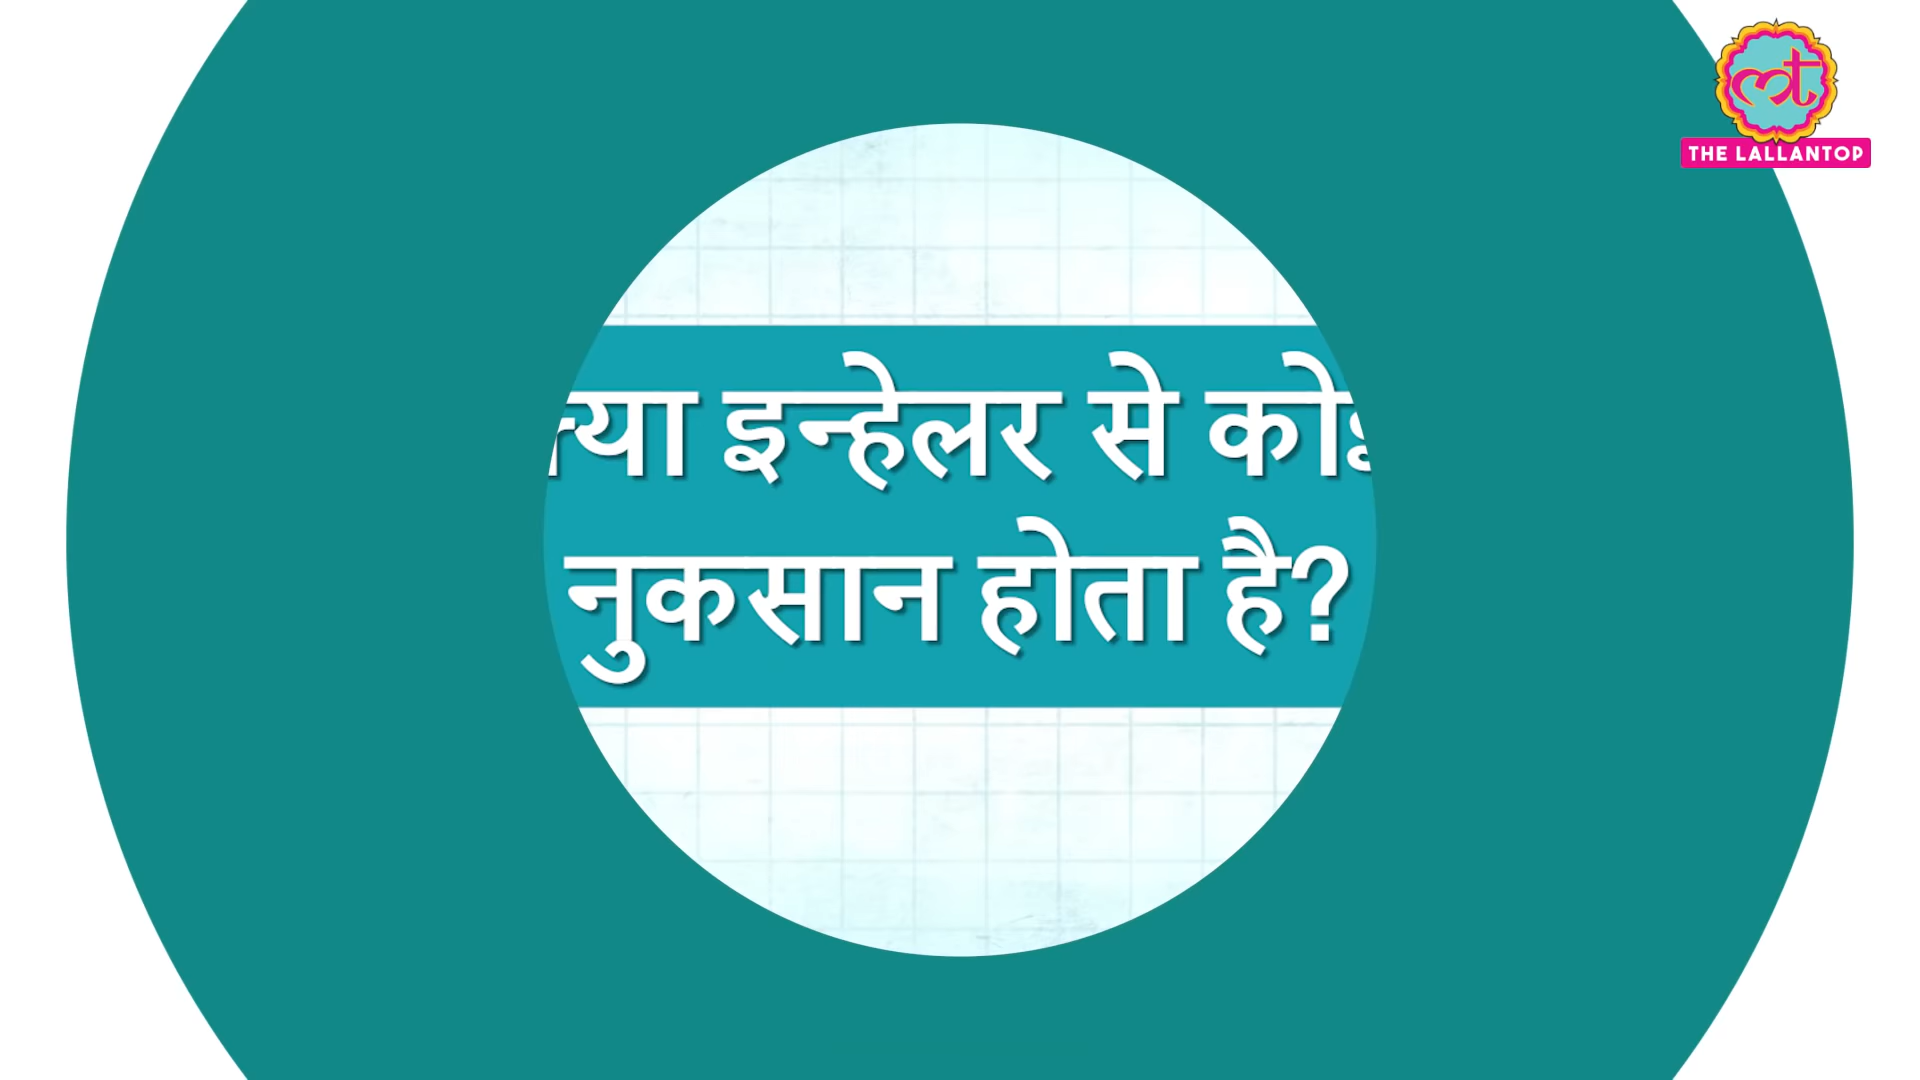 क्या इन्हेलर से कोई
नुकसान होता है?
THE LALLANTOP